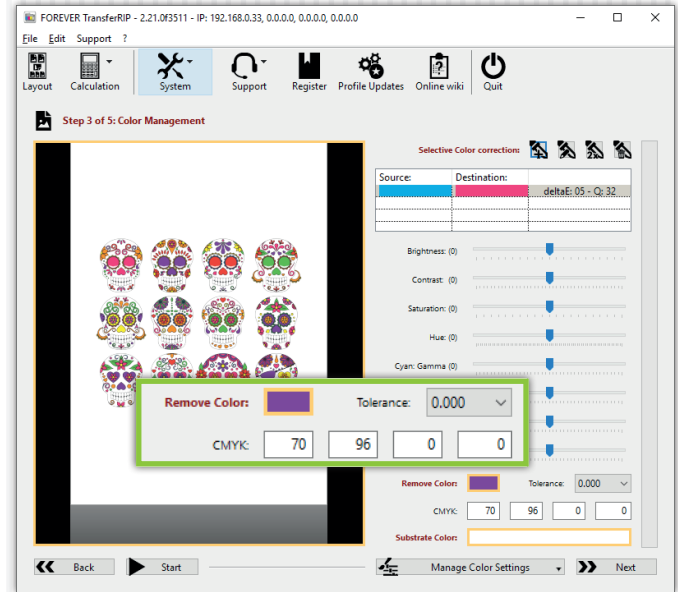 FOREVER TransferRIP - 2.21.0f3511 - IP: 192.168.0.33, 0.0.0.0, 0.0.0.0, 0.0.0.0
File Edit Support ?
Layout Calculation System Support Register Profile Updates Online wiki Quit
Step 3 of 5: Color Management
Selective Color correction:
2x
Source: Destination:
deltaE: 05 - Q: 32
Brightness: (0)
Contrast: (0)
Saturation: (0)
Hue: (0)
Cyan: Gamma (0)
Remove Color: Tolerance: 0.000
CMYK: 70 96 0 0
Remove Color: Tolerance: 0.000
CMYK: 70 96 0 0
Substrate Color:
Back Start Manage Color Settings Next